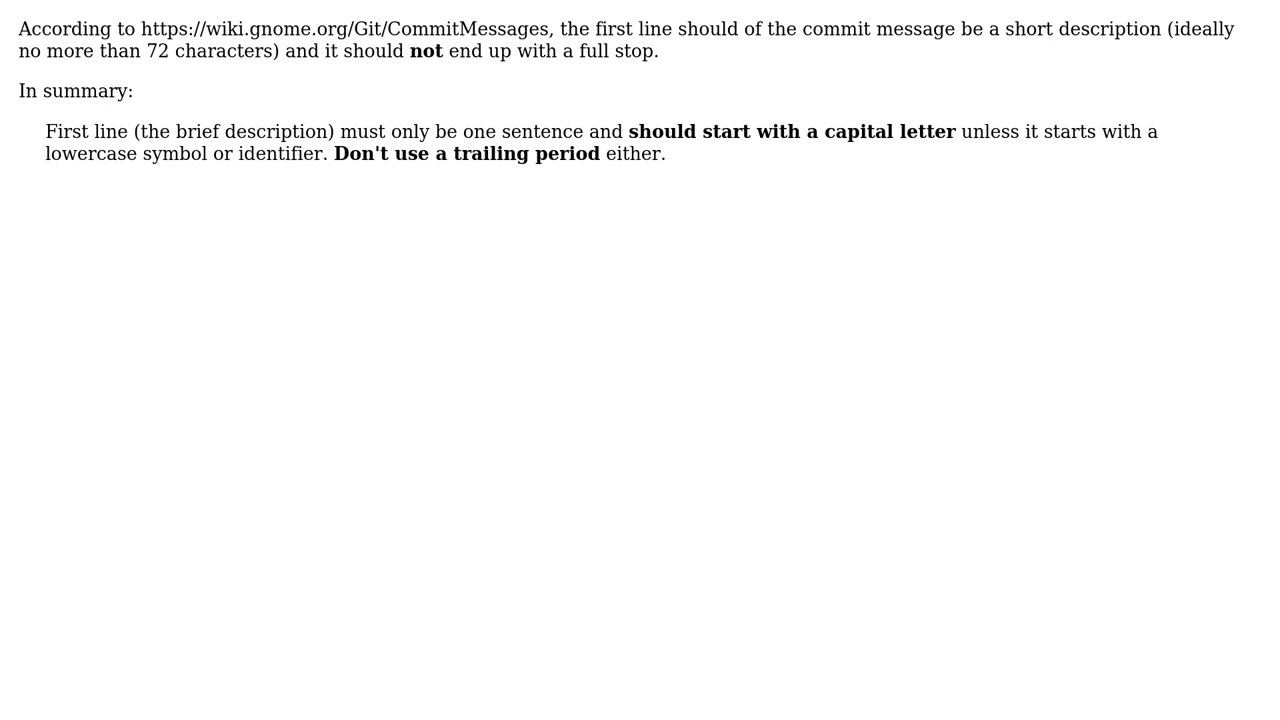 According to https://wiki.gnome.org/Git/CommitMessages, the first line should of the commit message be a short description (ideally
no more than 72 characters) and it should not end up with a full stop.
In summary:
First line (the brief description) must only be one sentence and should start with a capital letter unless it starts with a
lowercase symbol or identifier. Don't use a trailing period either.